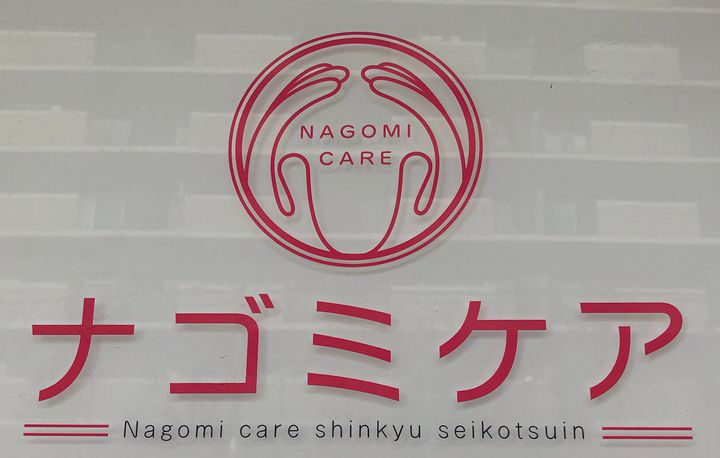 NAGOMI
CARE
ナゴミケア
Nagomi care shinkyu seikotsuin